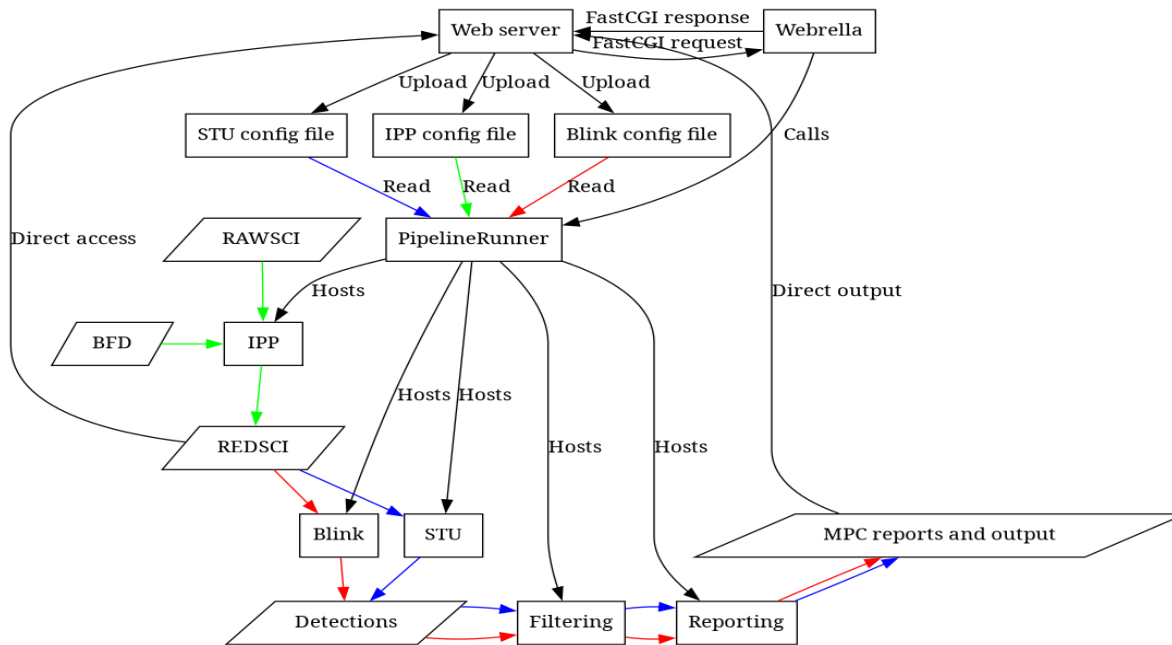 FastCGI response
Web server
Webrella
FastCGI request
Upload
Upload
Upload
STU config file
IPP config file
Blink config file
Calls
Read
Read
Read
Direct access
RAWSCI
PipelineRunner
Hosts
Direct output
BFD
IPP
Hosts
Hosts
REDSCI
Hosts
Hosts
Blink
STU
MPC reports and output
Detections
Filtering
Reporting